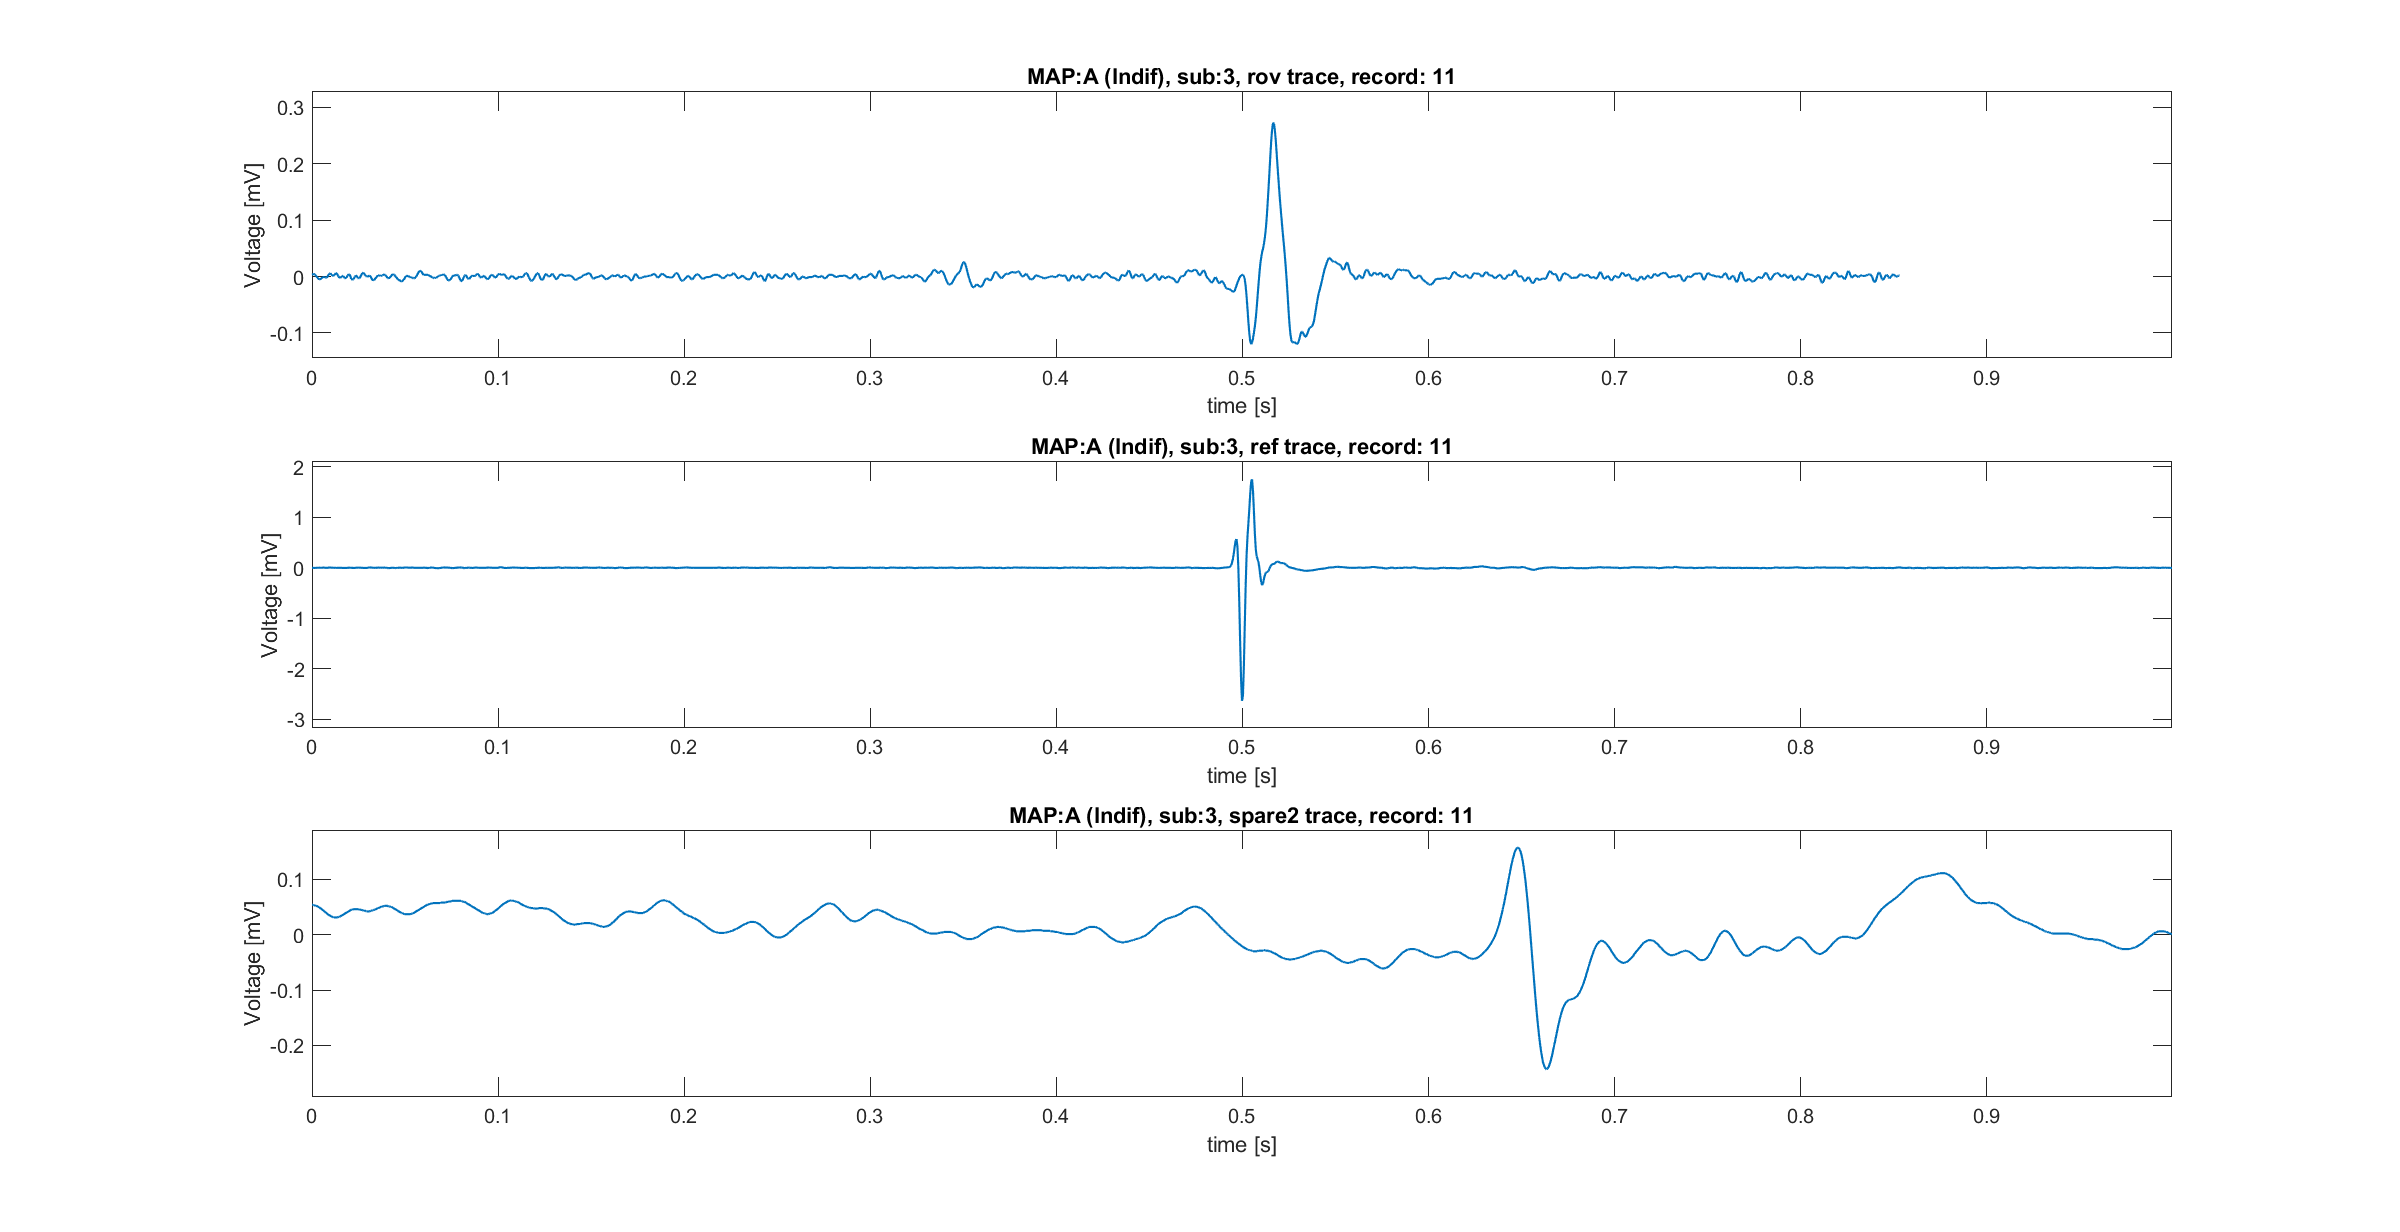 MAP:A (Indif), sub:3, rov trace, record: 11
0.3
0.2
0.1
0
-0.1
Voltage [mV]
0 0.1 0.2 0.3 0.4 0.5 0.6 0.7 0.8 0.9
time [s]
MAP:A (Indif), sub:3, ref trace, record: 11
2
1
0
-1
-2
-3
Voltage [mV]
0 0.1 0.2 0.3 0.4 0.5 0.6 0.7 0.8 0.9
time [s]
MAP:A (Indif), sub:3, spare2 trace, record: 11
0.1
0
-0.1
-0.2
Voltage [mV]
0 0.1 0.2 0.3 0.4 0.5 0.6 0.7 0.8 0.9
time [s]